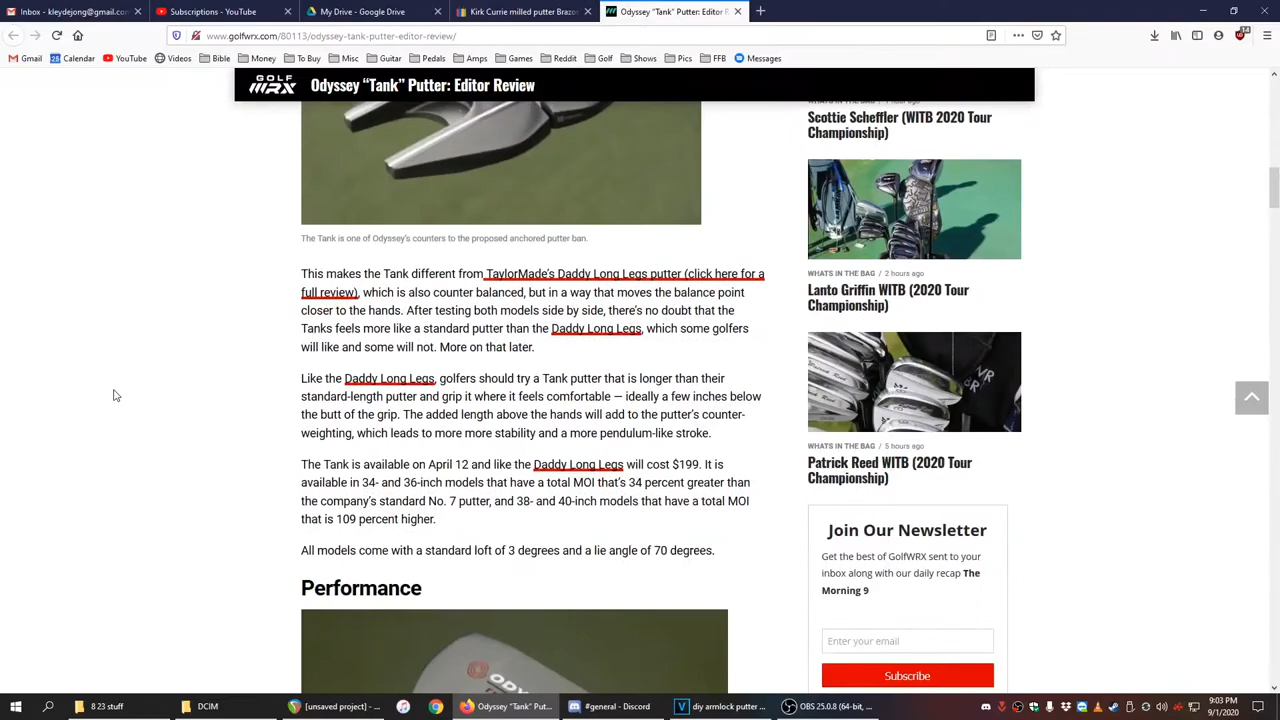 Inbox - kleydejong@gmail.com
Subscriptions - YouTube
My Drive - Google Drive
Kirk Currie milled putter Brazos
Odyssey “Tank” Putter: Editor R
www.golfwrx.com/80113/odyssey-tank-putter-editor-review/
Gmail
Calendar
YouTube
Videos
Bible
Money
To Buy
Misc
Guitar
Pedals
Amps
Games
Reddit
Golf
Shows
Pics
FFB
Messages
GOLF
WRX
Odyssey “Tank” Putter: Editor Review
The Tank is one of Odyssey's counters to the proposed anchored putter ban.
This makes the Tank different from TaylorMade's Daddy Long Legs putter (click here for a
full review), which is also counter balanced, but in a way that moves the balance point
closer to the hands. After testing both models side by side, there's no doubt that the
Tanks feels more like a standard putter than the Daddy Long Legs, which some golfers
will like and some will not. More on that later.
Like the Daddy Long Legs, golfers should try a Tank putter that is longer than their
standard-length putter and grip it where it feels comfortable — ideally a few inches below
the butt of the grip. The added length above the hands will add to the putter's counter-
weighting, which leads to more more stability and a more pendulum-like stroke.
The Tank is available on April 12 and like the Daddy Long Legs will cost $199. It is
available in 34- and 36-inch models that have a total MOI that's 34 percent greater than
the company's standard No. 7 putter, and 38- and 40-inch models that have a total MOI
that is 109 percent higher.
All models come with a standard loft of 3 degrees and a lie angle of 70 degrees.
Performance
WHATS IN THE BAG / 1 hour ago
Scottie Scheffler (WITB 2020 Tour
Championship)
WHATS IN THE BAG / 2 hours ago
Lanto Griffin WITB (2020 Tour
Championship)
WHATS IN THE BAG / 5 hours ago
Patrick Reed WITB (2020 Tour
Championship)
Join Our Newsletter
Get the best of GolfWRX sent to your
inbox along with our daily recap The
Morning 9
Enter your email
Subscribe
8 23 stuff
DCIM
[unsaved project] - ...
Odyssey “Tank” Put...
#general - Discord
diy armlock putter ...
OBS 25.0.8 (64-bit, ...
9:03 PM
9/1/2020